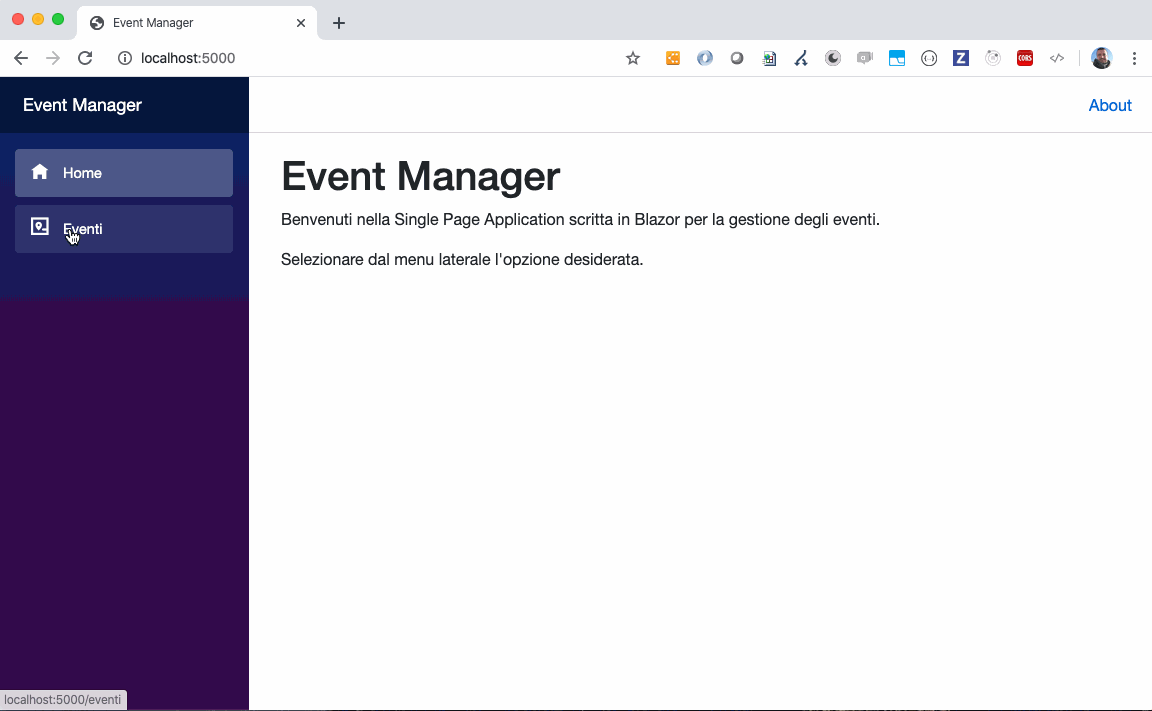 Event Manager
localhost:5000
CORS
Event Manager
About
Home
Eventi
Event Manager
Benvenuti nella Single Page Application scritta in Blazor per la gestione degli eventi.
Selezionare dal menu laterale l'opzione desiderata.
localhost:5000/eventi